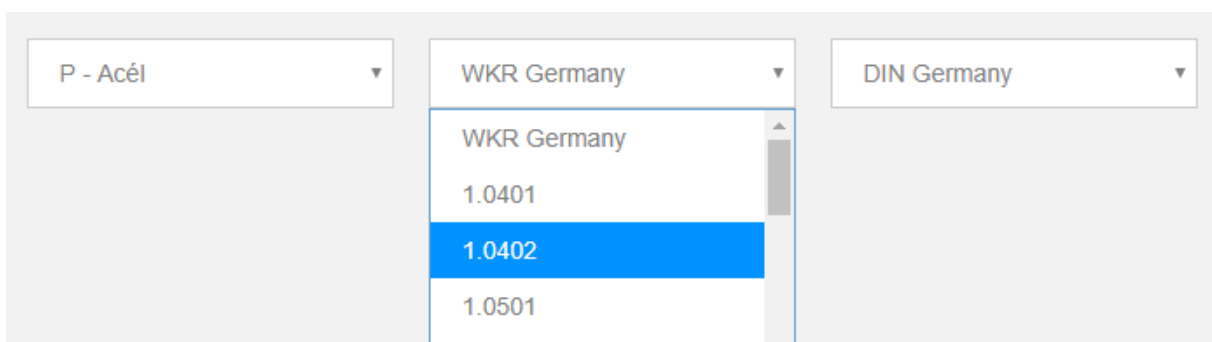 P - Acél
WKR Germany
DIN Germany
WKR Germany
1.0401
1.0402
1.0501